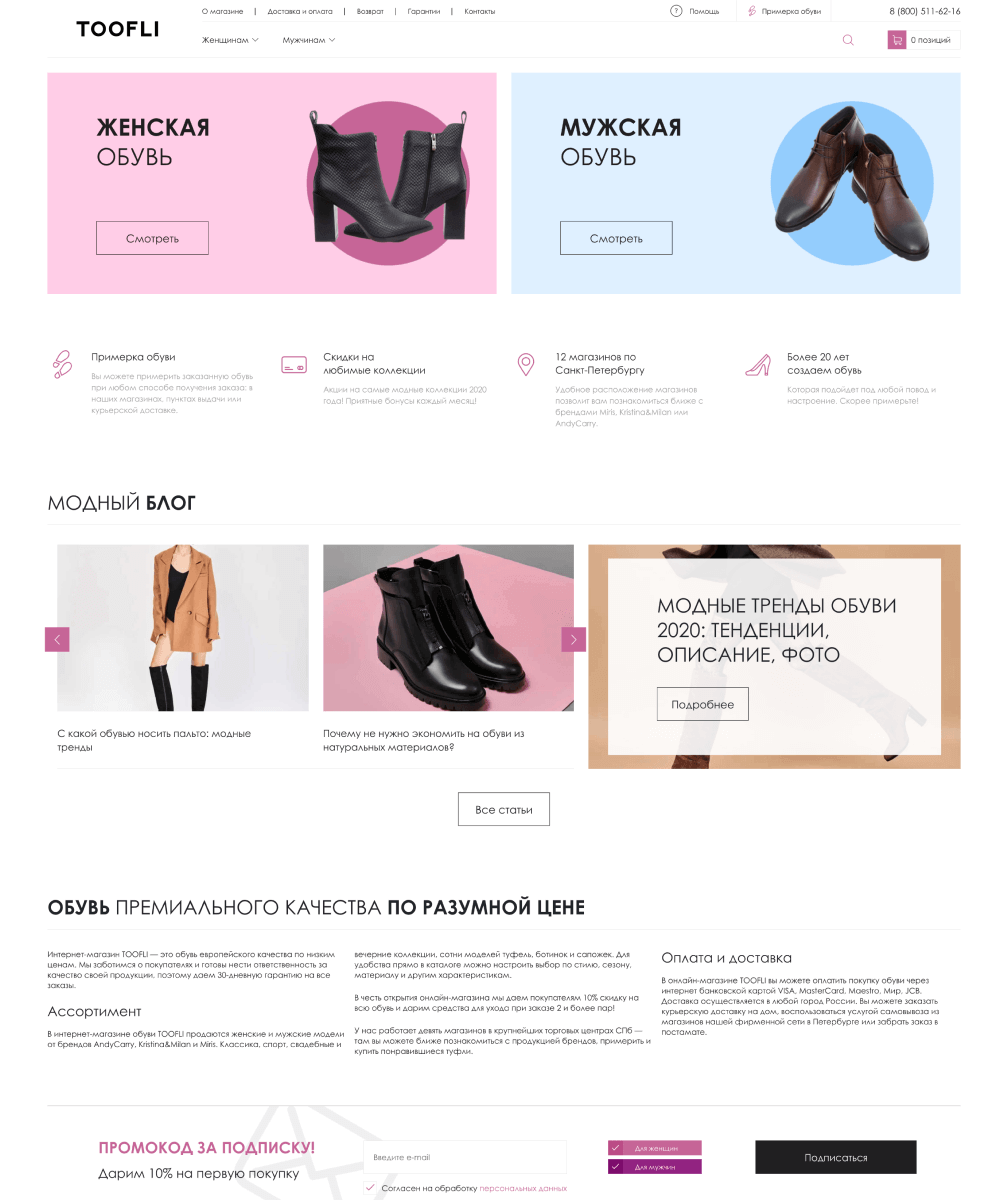 TOOFLI
О магазине | Доставка и оплата | Возврат | Гарантии | Контакты
? Помощь
Примерка обуви
8 (800) 511-62-16
Женщинам
Мужчинам
0 позиций
ЖЕНСКАЯ
ОБУВЬ
Смотреть
МУЖСКАЯ
ОБУВЬ
Смотреть
Примерка обуви
Вы можете примерить заказанную обувь
при любом способе получения заказа: в
наших магазинах, пунктах выдачи или
курьерской доставке.
Скидки на
любимые коллекции
Акции на самые модные коллекции 2020
года! Приятные бонусы каждый месяц!
12 магазинов по
Санкт-Петербургу
Удобное расположение магазинов
позволит вам познакомиться ближе с
брендами Miris, Kristina&Milan или
AndyCarry.
Более 20 лет
создаем обувь
Которая подойдет под любой повод и
настроение. Скорее примерьте!
МОДНЫЙ БЛОГ
С какой обувью носить пальто: модные
тренды
Почему не нужно экономить на обуви из
натуральных материалов?
МОДНЫЕ ТРЕНДЫ ОБУВИ
2020: ТЕНДЕНЦИИ,
ОПИСАНИЕ, ФОТО
Подробнее
Все статьи
ОБУВЬ ПРЕМИАЛЬНОГО КАЧЕСТВА ПО РАЗУМНОЙ ЦЕНЕ
Интернет-магазин TOOFLI — это обувь европейского качества по низким
ценам. Мы заботимся о покупателях и готовы нести ответственность за
качество своей продукции, поэтому даем 30-дневную гарантию на все
заказы.
Ассортимент
В интернет-магазине обуви TOOFLI продаются женские и мужские модели
от брендов AndyCarry, Kristina&Milan и Miris. Классика, спорт, свадебные и
вечерние коллекции, сотни моделей туфель, ботинок и сапожек. Для
удобства прямо в каталоге можно настроить выбор по стилю, сезону,
материалу и другим характеристикам.
В честь открытия онлайн-магазина мы даем покупателям 10% скидку на
всю обувь и дарим средства для ухода при заказе 2 и более пар!
У нас работает девять магазинов в крупнейших торговых центрах СПб —
там вы можете ближе познакомиться с продукцией брендов, примерить и
купить понравившиеся туфли.
Оплата и доставка
В онлайн-магазине TOOFLI вы можете оплатить покупку обуви через
интернет банковской картой VISA, MasterCard, Maestro, Мир, JCB.
Доставка осуществляется в любой город России. Вы можете заказать
курьерскую доставку на дом, воспользоваться услугой самовывоза из
магазинов нашей фирменной сети в Петербурге или забрать заказ в
постамате.
ПРОМОКОД ЗА ПОДПИСКУ!
Дарим 10% на первую покупку
Введите e-mail
Согласен на обработку персональных данных
Для женщин
Для мужчин
Подписаться